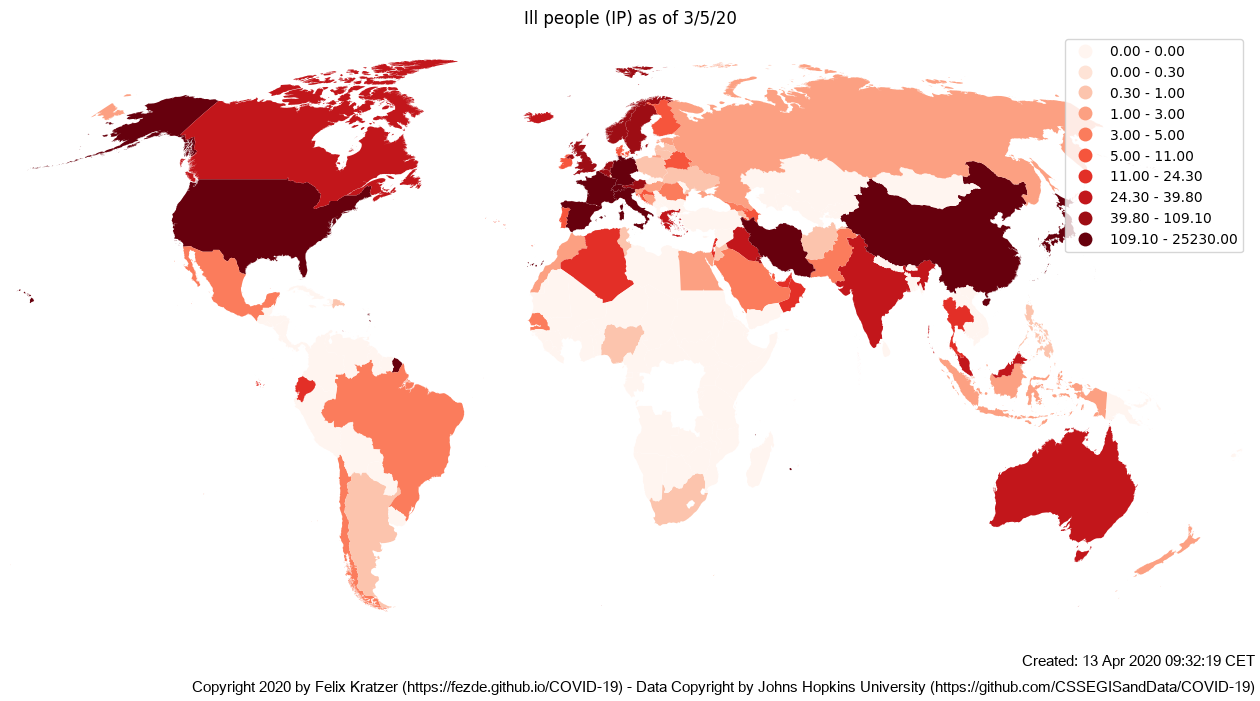 Ill people (IP) as of 3/5/20
0.00 - 0.00
0.00 - 0.30
0.30 - 1.00
1.00 - 3.00
3.00 - 5.00
5.00 - 11.00
11.00 - 24.30
24.30 - 39.80
39.80 - 109.10
109.10 - 25230.00
Created: 13 Apr 2020 09:32:19 CET
Copyright 2020 by Felix Kratzer (https://fezde.github.io/COVID-19) - Data Copyright by Johns Hopkins University (https://github.com/CSSEGISandData/COVID-19)